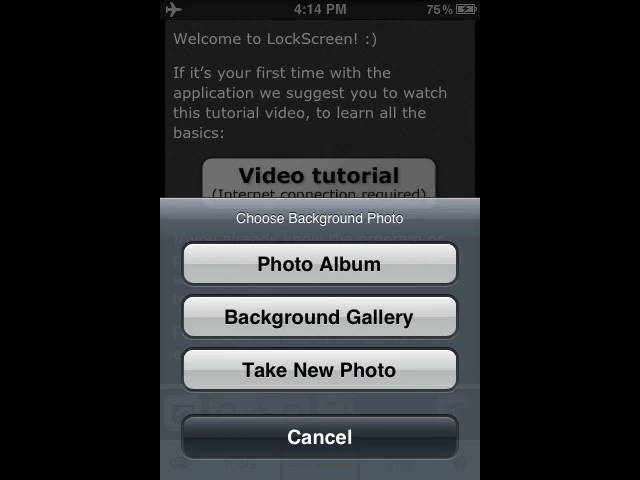 4:14 PM
75%
Welcome to LockScreen! :)
If it's your first time with the
application we suggest you to watch
this tutorial video, to learn all the
basics:
Video tutorial
(Internet connection required)
Choose Background Photo
Photo Album
Background Gallery
Take New Photo
Cancel